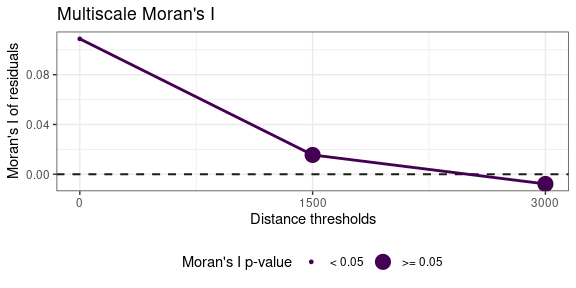 Multiscale Moran's I
Moran's I of residuals
0.08
0.04
0.00
0
1500
3000
Distance thresholds
Moran's I p-value
< 0.05
>= 0.05